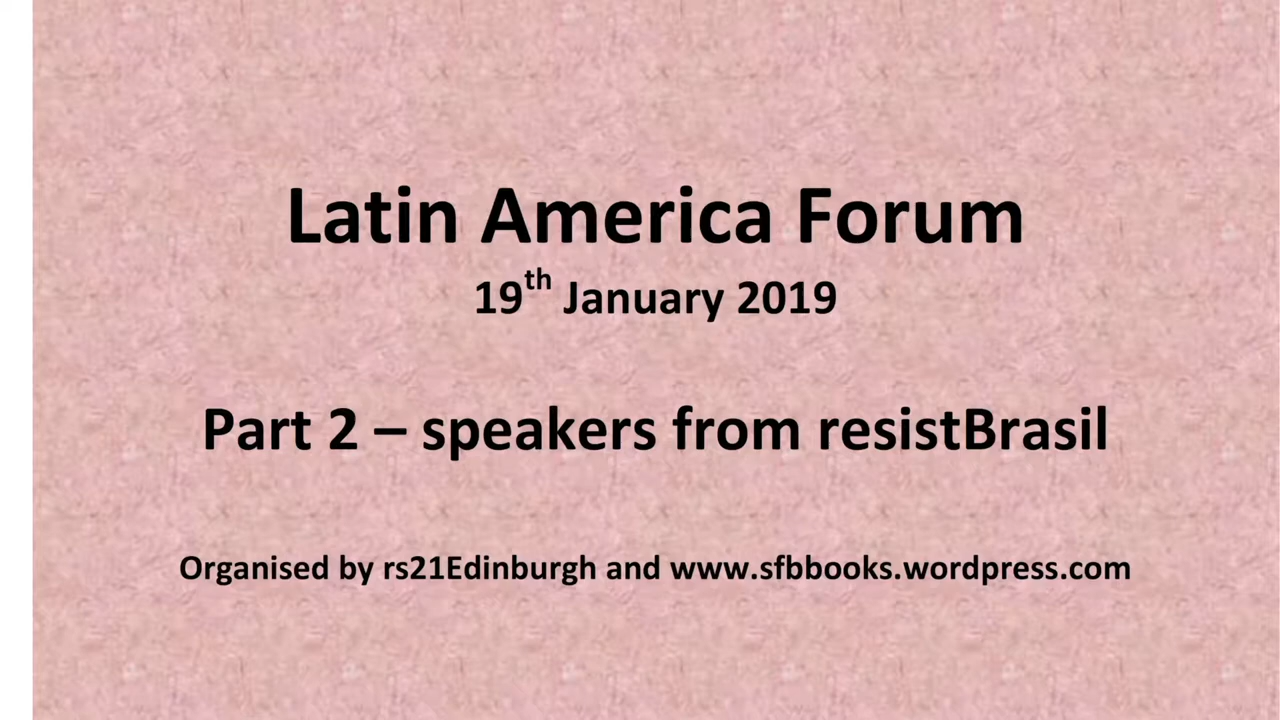 Latin America Forum
19th January 2019
Part 2 – speakers from resistBrasil
Organised by rs21Edinburgh and www.sfbbooks.wordpress.com